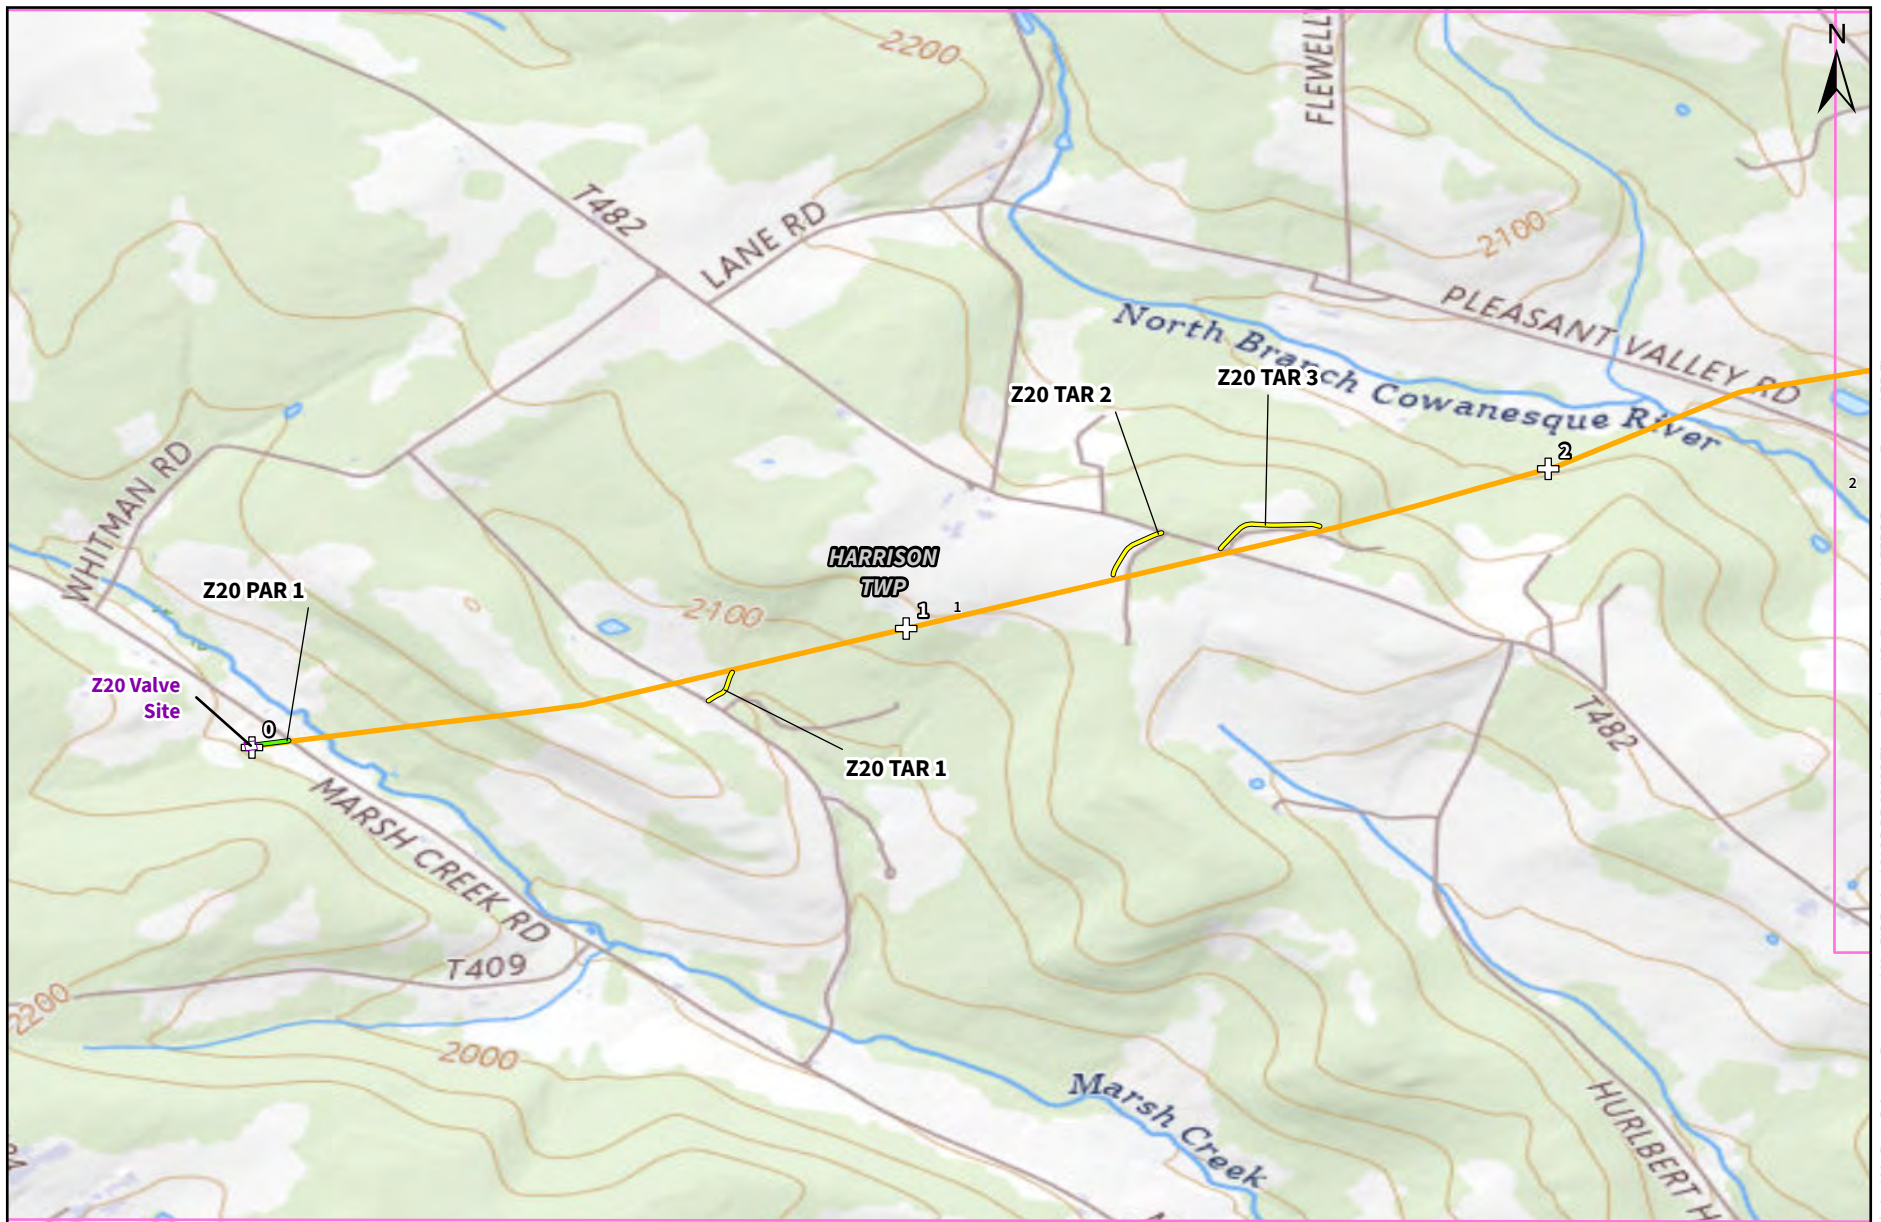 2200
N
FLEWELL
T482
LANE RD
2100
PLEASANT VALLEY RD
North Branch Cowanesque River
Z20 TAR 3
Z20 TAR 2
WHITMAN RD
2
2
HARRISON
TWP
Z20 PAR 1
2100
1
1
Z20 Valve
Site
0
T482
Z20 TAR 1
MARSH CREEK RD
T409
2200
2000
Marsh Creek
HURLBERT H